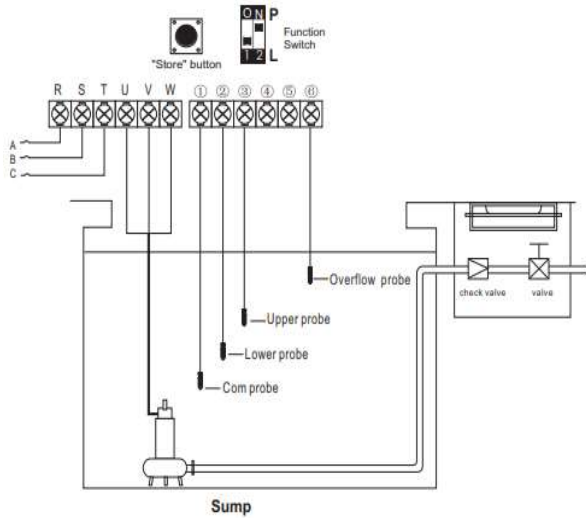 ON P
Function
Switch
1 2 L
"Store" button
R S T U V W ① ② ③ ④ ⑤ ⑥
A
B
C
Overflow probe
check valve valve
Upper probe
Lower probe
Com probe
Sump